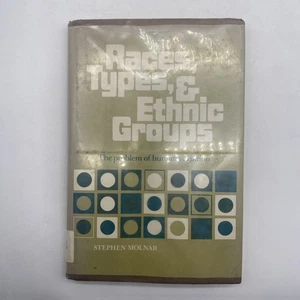 Races,
Types, &
Ethnic
Groups
The problem of human variation
STEPHEN MOLNAR